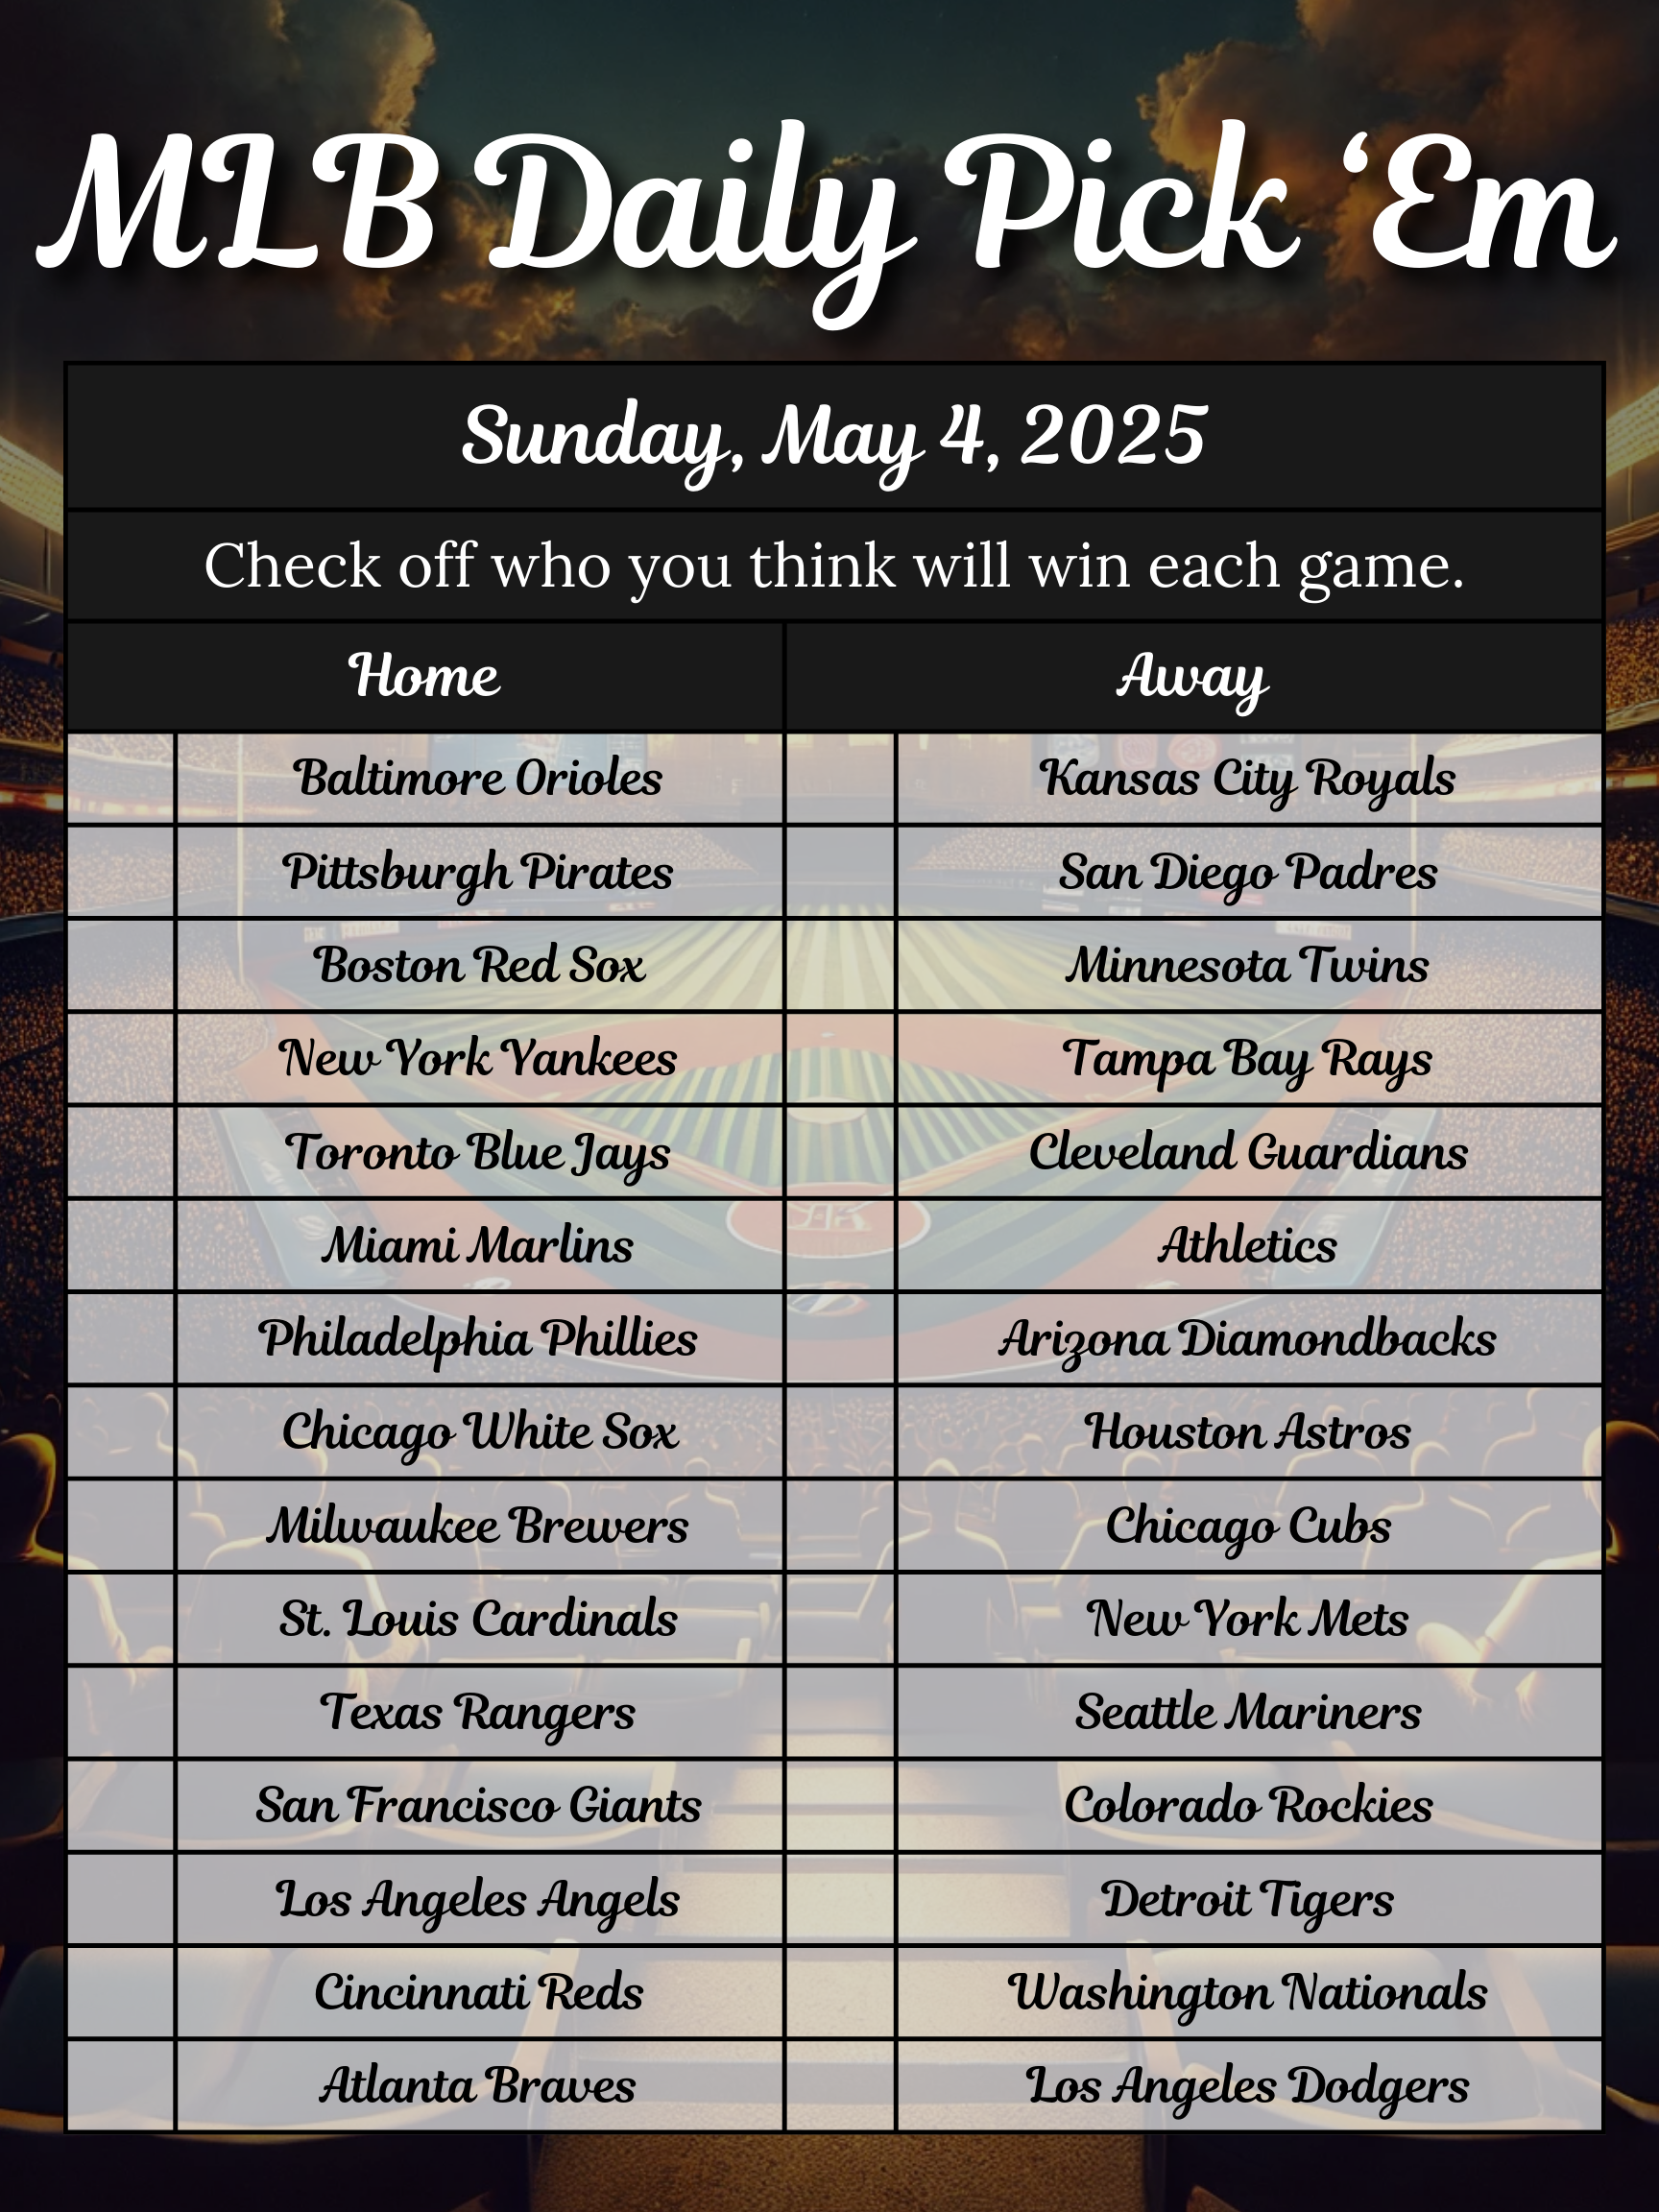 MLB Daily Pick ‘Em
Sunday, May 4, 2025
Check off who you think will win each game.
Home Away
Baltimore Orioles Kansas City Royals
Pittsburgh Pirates San Diego Padres
Boston Red Sox Minnesota Twins
New York Yankees Tampa Bay Rays
Toronto Blue Jays Cleveland Guardians
Miami Marlins Athletics
Philadelphia Phillies Arizona Diamondbacks
Chicago White Sox Houston Astros
Milwaukee Brewers Chicago Cubs
St. Louis Cardinals New York Mets
Texas Rangers Seattle Mariners
San Francisco Giants Colorado Rockies
Los Angeles Angels Detroit Tigers
Cincinnati Reds Washington Nationals
Atlanta Braves Los Angeles Dodgers